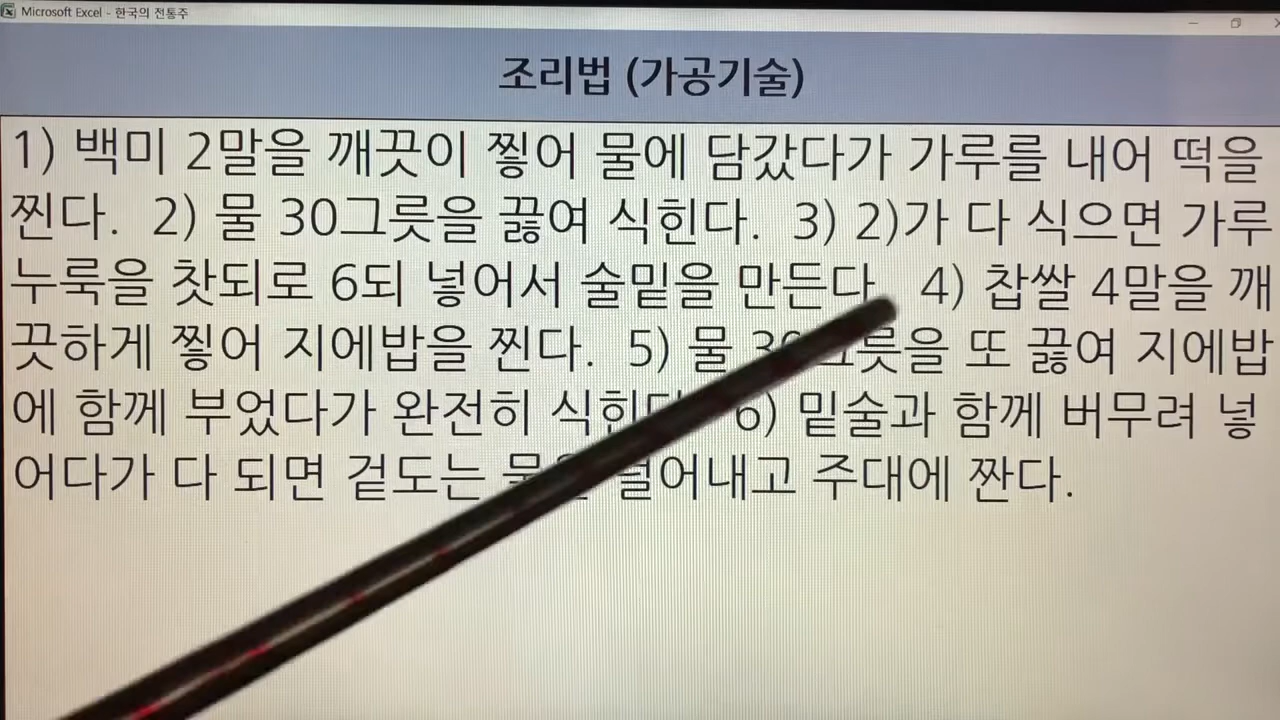 Microsoft Excel - 한국의 전통주
조리법 (가공기술)
1) 백미 2말을 깨끗이 찧어 물에 담갔다가 가루를 내어 떡을
찐다. 2) 물 30그릇을 끓여 식힌다. 3) 2)가 다 식으면 가루
누룩을 찻되로 6되 넣어서 술밑을 만든다. 4) 찹쌀 4말을 깨
끗하게 찧어 지에밥을 찐다. 5) 물 또 끓여 지에밥
에 함께 부었다가 완전히 6) 밑술과 함께 버무려 넣
어다가 다 되면 겉도는 덜어내고 주대에 짠다.